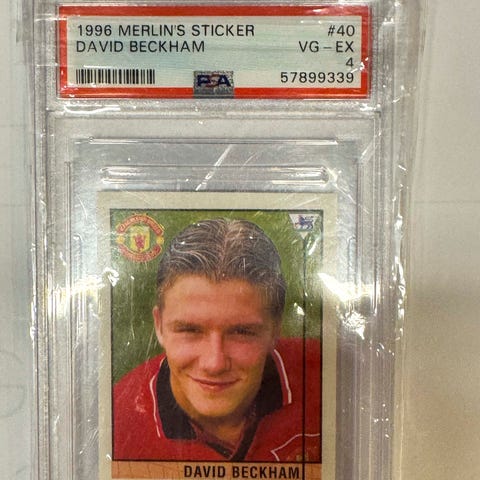 1996 MERLIN'S STICKER #40
DAVID BECKHAM VG - EX
4
PSA 57899339
DAVID BECKHAM